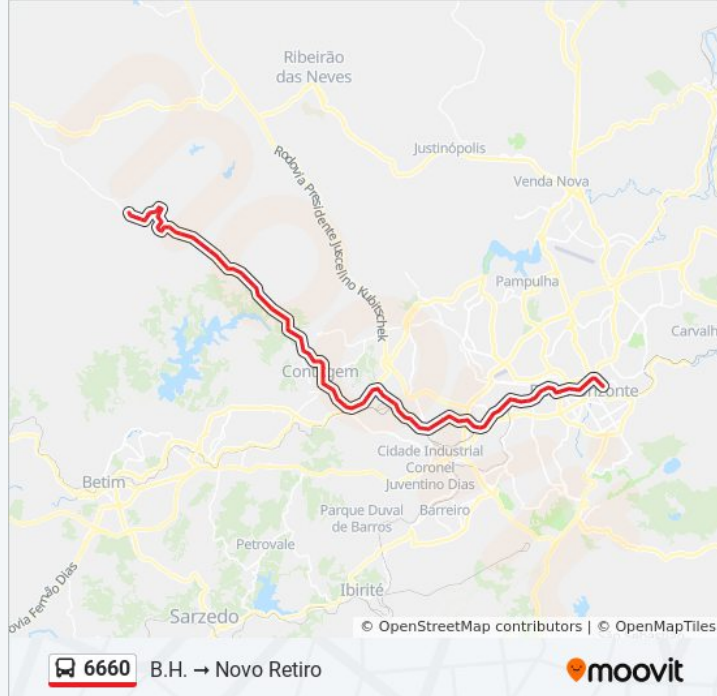 Ribeirão
das Neves
Justinópolis
Venda Nova
Rodovia Presidente Juscelino Kubitschek
Pampulha
Carvalh
Contagem
Cidade Industrial
Coronel
Juventino Dias
Betim
Parque Duval
de Barros
Barreiro
Petrovale
Ibirité
ovia Fernão Dias
Sarzedo
© OpenStreetMap contributors | © OpenMapTiles
6660 B.H. → Novo Retiro
moovit